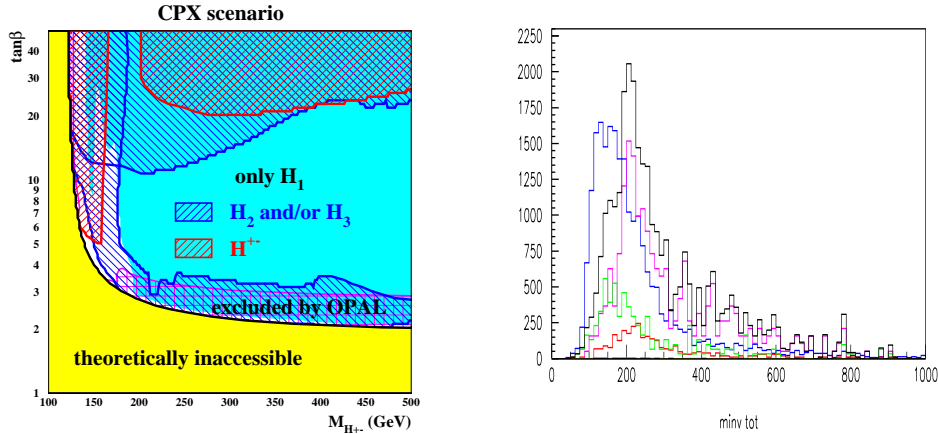 CPX scenario
tanβ
40
30
20
10
9
8
7
6
5
4
3
2
1
only H1
H2 and/or H3
H+-
excluded by OPAL
theoretically inaccessible
100 150 200 250 300 350 400 450 500
MH+- (GeV)
2250
2000
1750
1500
1250
1000
750
500
250
0
0 200 400 600 800 1000
minv tot